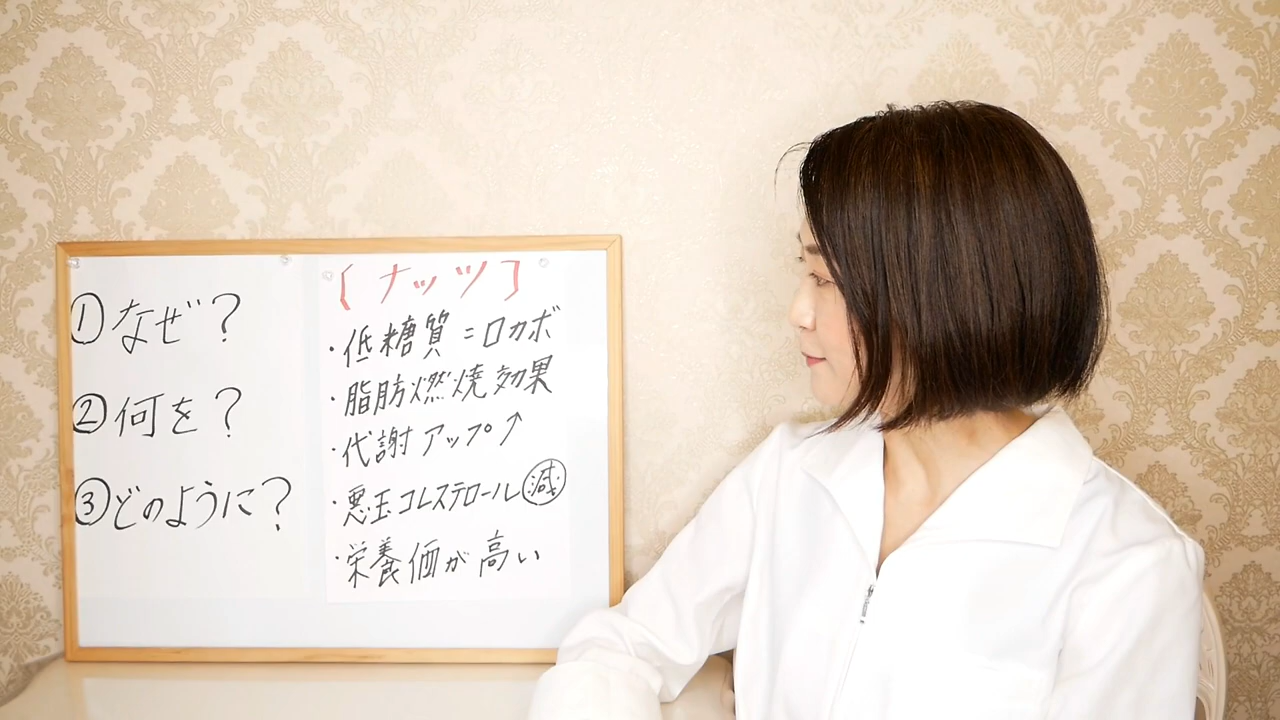 ①なぜ?
②何を?
③どのように?
[ナッツ]
・低糖質=ロカボ
・脂肪燃焼効果
・代謝アップ↑
・悪玉コレステロール㊀減
・栄養価が高い